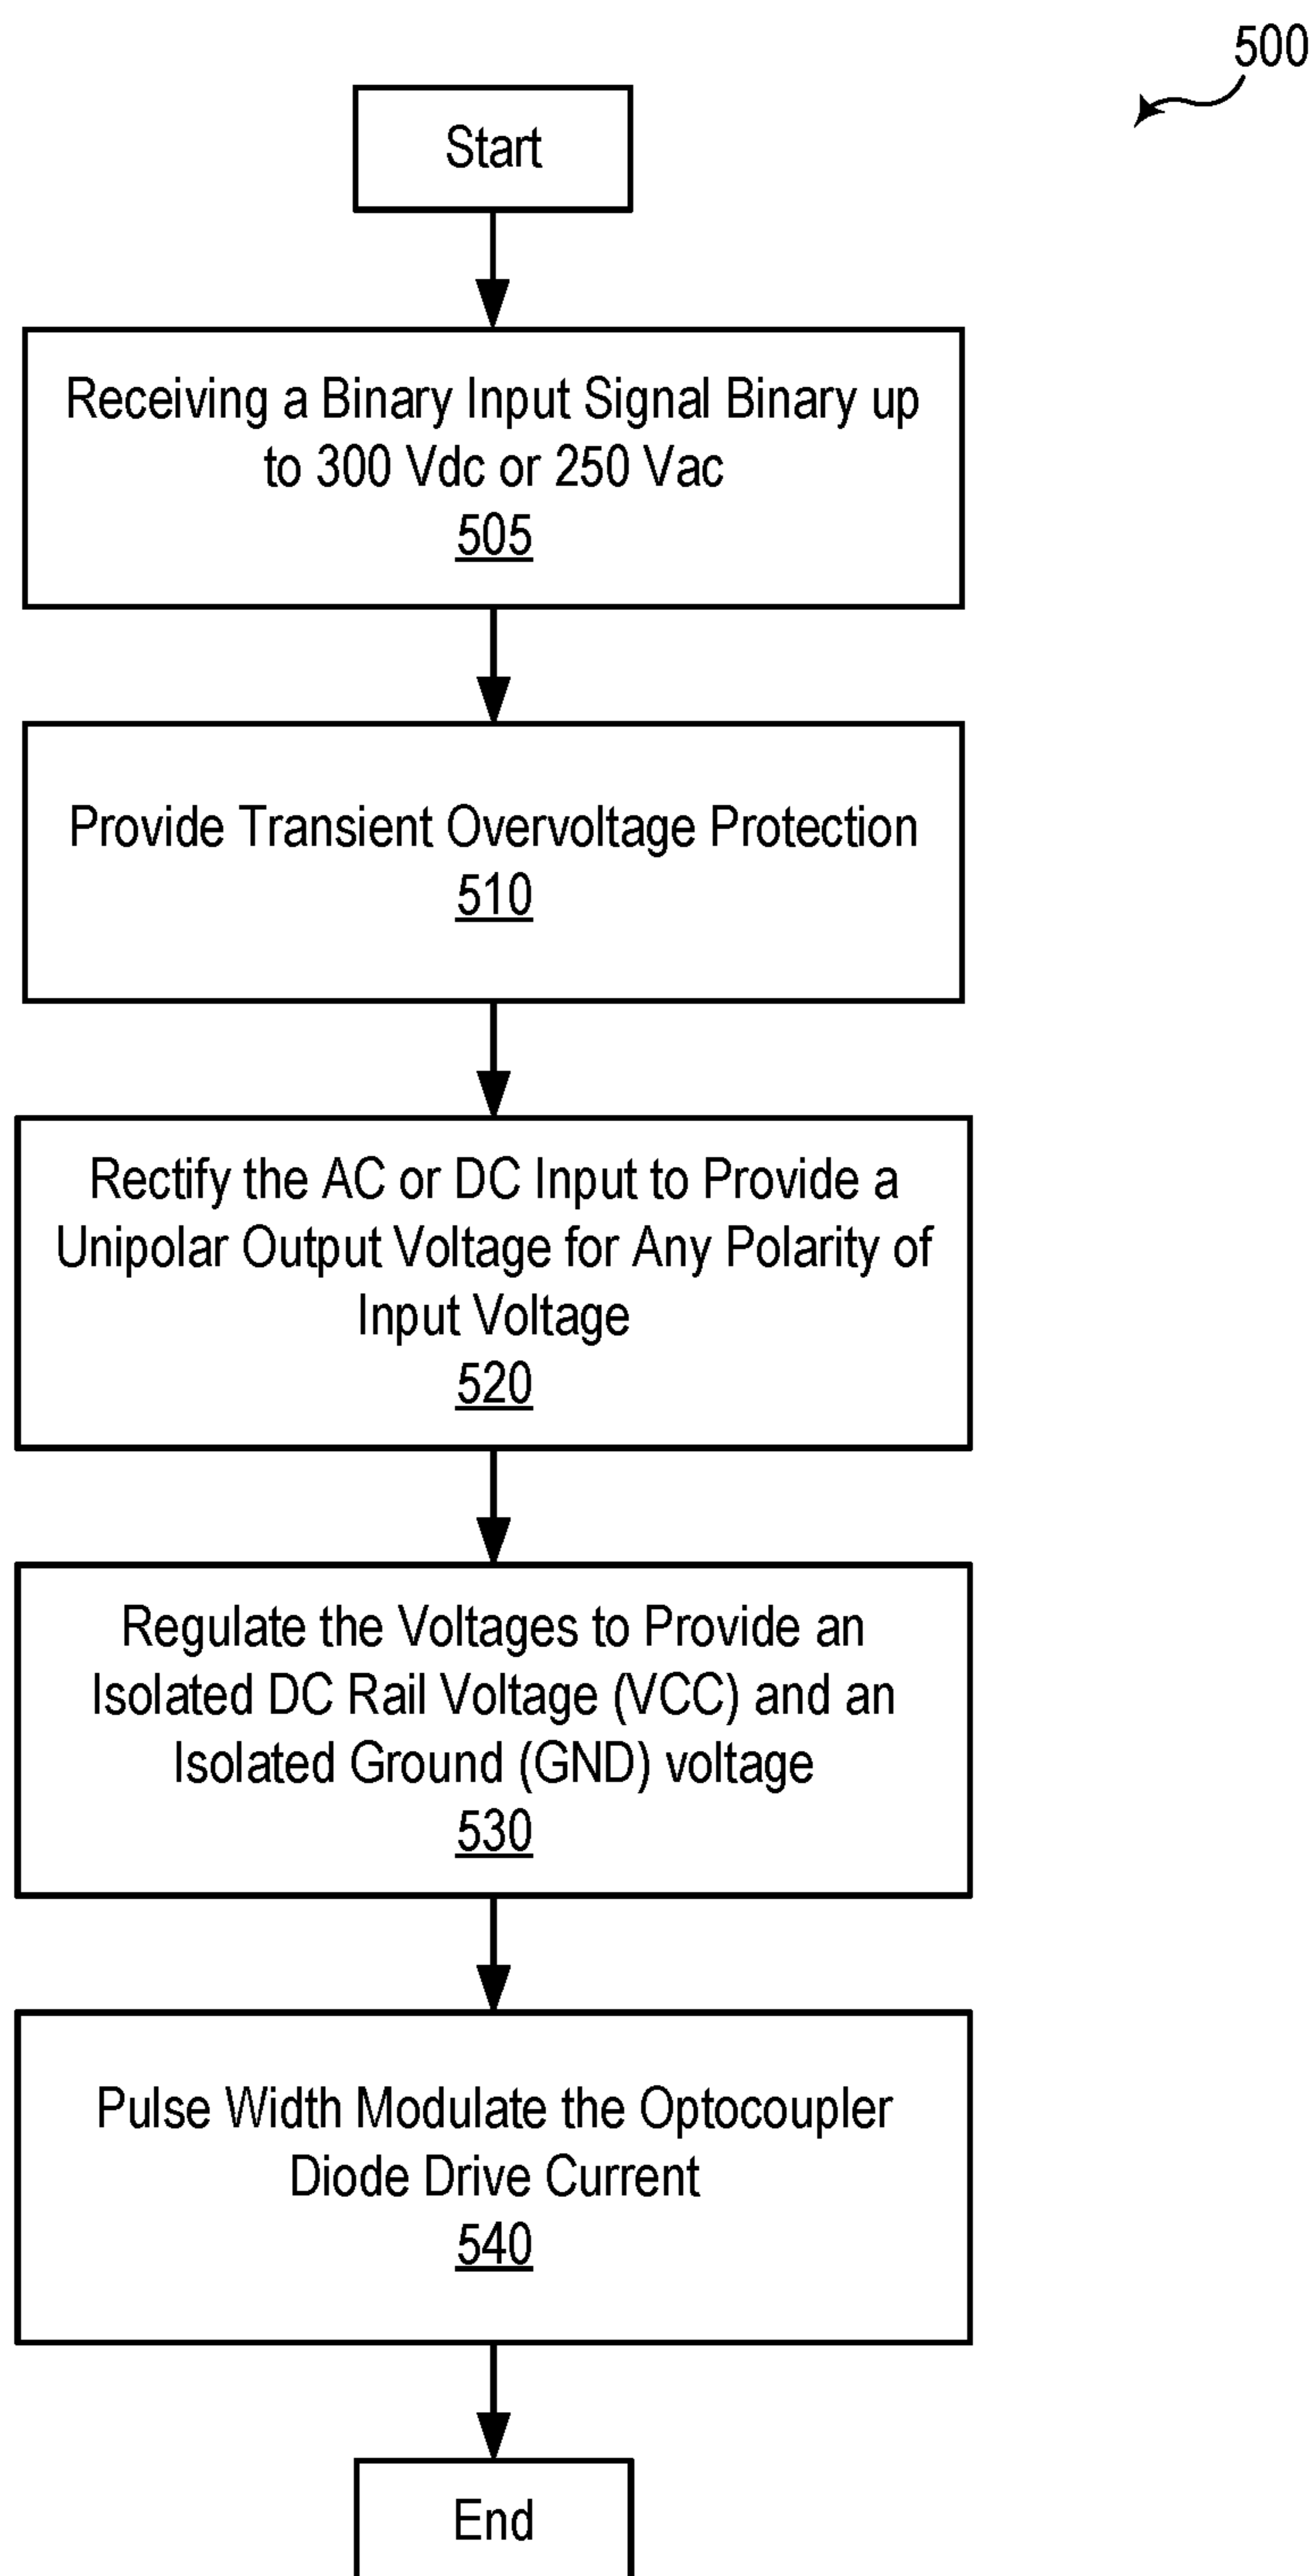 500
Start
Receiving a Binary Input Signal Binary up
to 300 Vdc or 250 Vac
505
Provide Transient Overvoltage Protection
510
Rectify the AC or DC Input to Provide a
Unipolar Output Voltage for Any Polarity of
Input Voltage
520
Regulate the Voltages to Provide an
Isolated DC Rail Voltage (VCC) and an
Isolated Ground (GND) voltage
530
Pulse Width Modulate the Optocoupler
Diode Drive Current
540
End